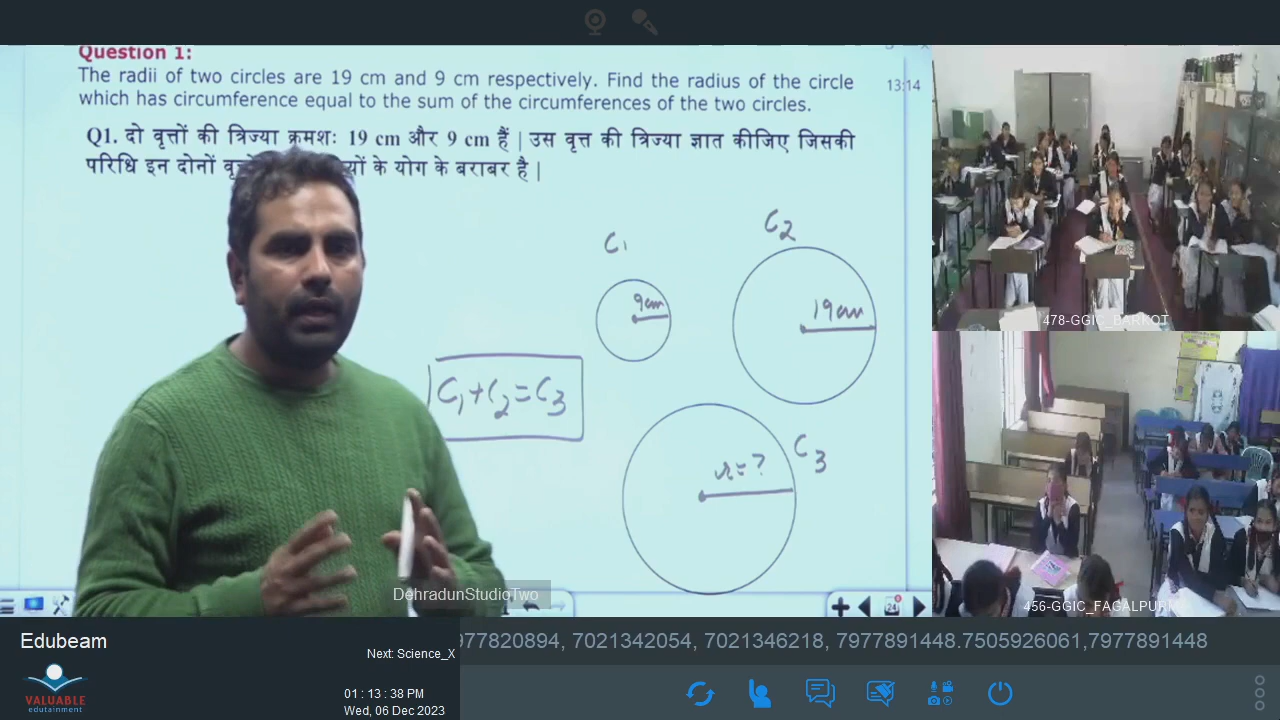 Question 1:
The radii of two circles are 19 cm and 9 cm respectively. Find the radius of the circle
which has circumference equal to the sum of the circumferences of the two circles.
13:14
Q1. दो वृत्तों की त्रिज्या क्रमशः 19 cm और 9 cm हैं | उस वृत्त की त्रिज्या ज्ञात कीजिए जिसकी
परिधि इन दोनों के योग के बराबर है |
C1
C2
9cm
19cm
C1+C2=C3
C3
r=?
478-GGIC_BARKOT
DehradunStudioTwo
24
Edubeam
Next: Science_X
VALUABLE
edutainment
01 : 13 : 38 PM
Wed, 06 Dec 2023
977820894, 7021342054, 7021346218, 7977891448.7505926061,7977891448